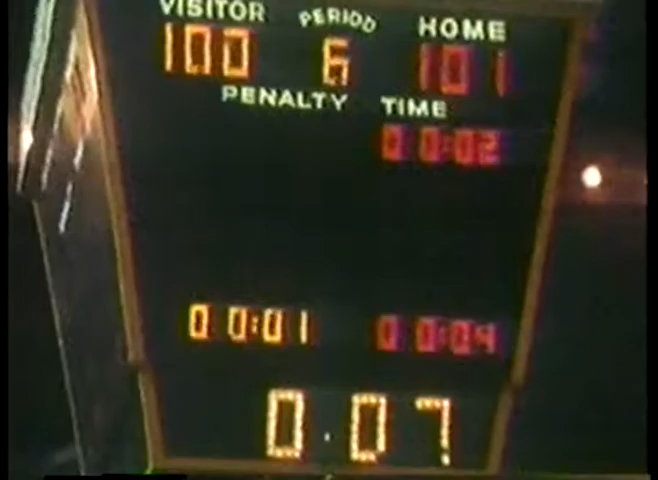 VISITOR PERIOD HOME
100 6 101
PENALTY TIME
0 0:02
0 0:01 0 0:04
0.07